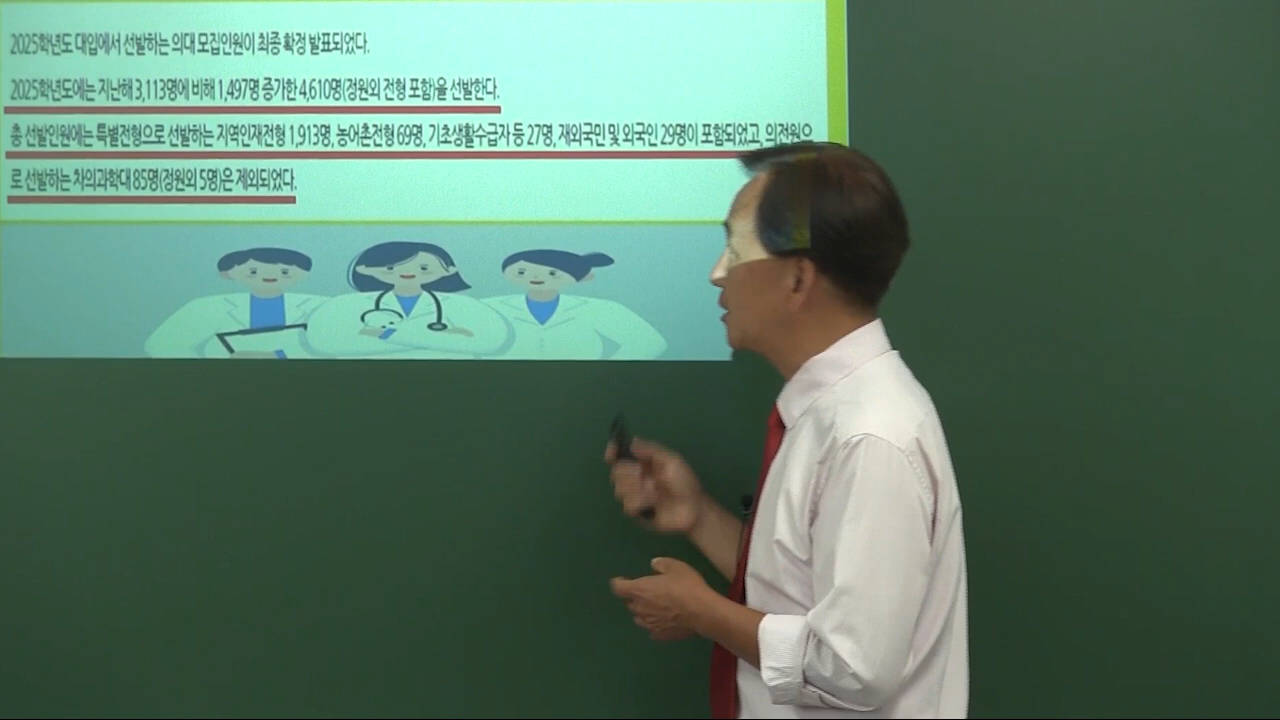 2025학년도 대입에서 선발하는 의대 모집인원이 최종 확정 발표되었다.
2025학년도에는 지난해 3,113명에 비해 1,497명 증가한 4,610명(정원외 전형 포함)을 선발한다.
총 선발인원에는 특별전형으로 선발하는 지역인재전형 1,913명, 농어촌전형 69명, 기초생활수급자 등 27명, 재외국민 및 외국인 29명이 포함되었고, 의전원으
로 선발하는 차의과학대 85명(정원외 5명)은 제외되었다.